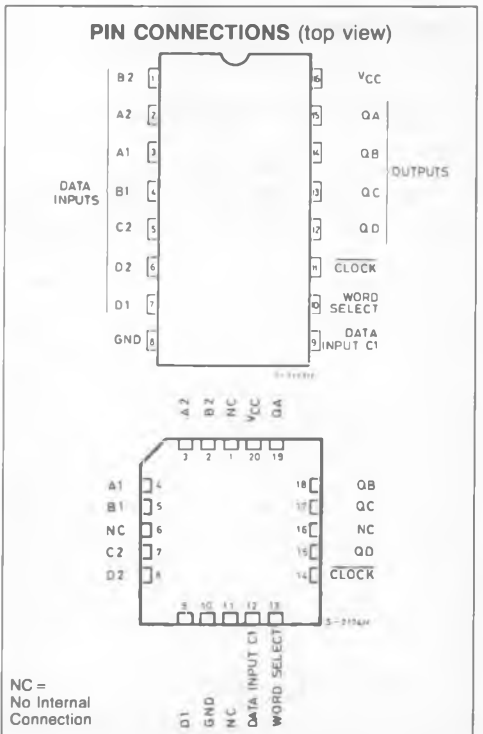 PIN CONNECTIONS (top view)
B2 1 16 VCC
A2 2 15 QA
A1 3 14 QB
OUTPUTS
DATA INPUTS
B1 4 13 QC
C2 5 12 QD
D2 6 11 CLOCK
D1 7 10 WORD SELECT
GND 8 9 DATA INPUT C1
A2 B2 NC VCC QA
3 2 1 20 19
A1 4 18 QB
B1 5 17 QC
NC 6 16 NC
C2 7 15 QD
D2 8 14 CLOCK
9 10 11 12 13
D1 GND NC DATA INPUT C1 WORD SELECT
NC =
No Internal
Connection